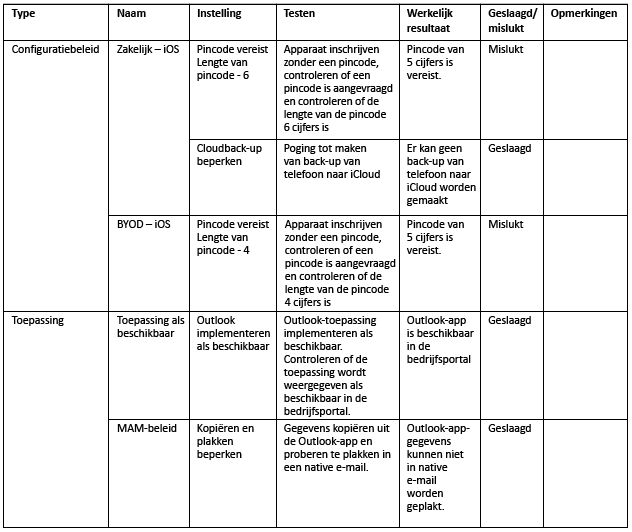 Type
Naam
Instelling
Testen
Werkelijk
resultaat
Geslaagd/
mislukt
Opmerkingen
Configuratiebeleid
Zakelijk – iOS
Pincode vereist
Lengte van
pincode - 6
Apparaat inschrijven
zonder een pincode,
controleren of een
pincode is aangevraagd
en controleren of de
lengte van de pincode
6 cijfers is
Pincode van
5 cijfers is
vereist.
Mislukt
Cloudback-up
beperken
Poging tot maken
van back-up van
telefoon naar iCloud
Er kan geen
back-up van
telefoon naar
iCloud worden
gemaakt
Geslaagd
BYOD – iOS
Pincode vereist
Lengte van
pincode - 4
Apparaat inschrijven
zonder een pincode,
controleren of een
pincode is aangevraagd
en controleren of de
lengte van de pincode
4 cijfers is
Pincode van
5 cijfers is
vereist.
Mislukt
Toepassing
Toepassing als
beschikbaar
Outlook
implementeren
als beschikbaar
Outlook-toepassing
implementeren als
beschikbaar.
Controleren of de
toepassing wordt
weergegeven als
beschikbaar in de
bedrijfsportal.
Outlook-app
is beschikbaar
in de
bedrijfsportal
Geslaagd
MAM-beleid
Kopiëren en
plakken
beperken
Gegevens kopiëren uit
de Outlook-app en
proberen te plakken in
een native e-mail.
Outlook-app-
gegevens
kunnen niet
in native
e-mail
worden
geplakt.
Geslaagd